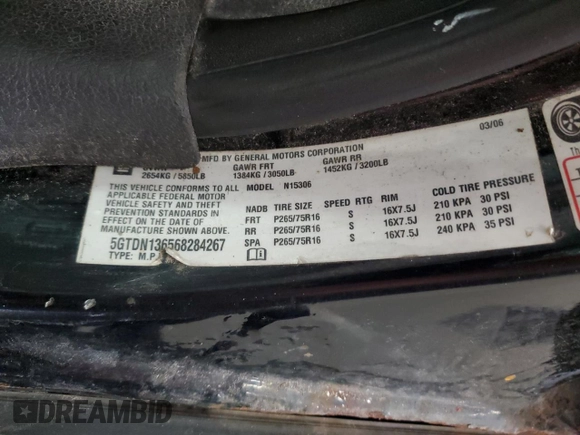 03/06
MFD BY GENERAL MOTORS CORPORATION
GAWR FRT GAWR RR
2654KG / 5850LB 1384KG / 3050LB 1452KG / 3200LB
THIS VEHICLE CONFORMS TO ALL
APPLICABLE FEDERAL MOTOR
VEHICLE SAFETY AND THEFT
PREVENTION STANDARDS IN
EFFECT ON THE DATE OF
MANUFACTURE SHOWN ABOVE.
5GTDN136568284267
TYPE: M.P
MODEL N15306
NADB TIRE SIZE SPEED RTG RIM COLD TIRE PRESSURE
FRT P265/75R16 S 16X7.5J 210 KPA 30 PSI
RR P265/75R16 S 16X7.5J 210 KPA 30 PSI
SPA P265/75R16 S 16X7.5J 240 KPA 35 PSI
DREAMBID